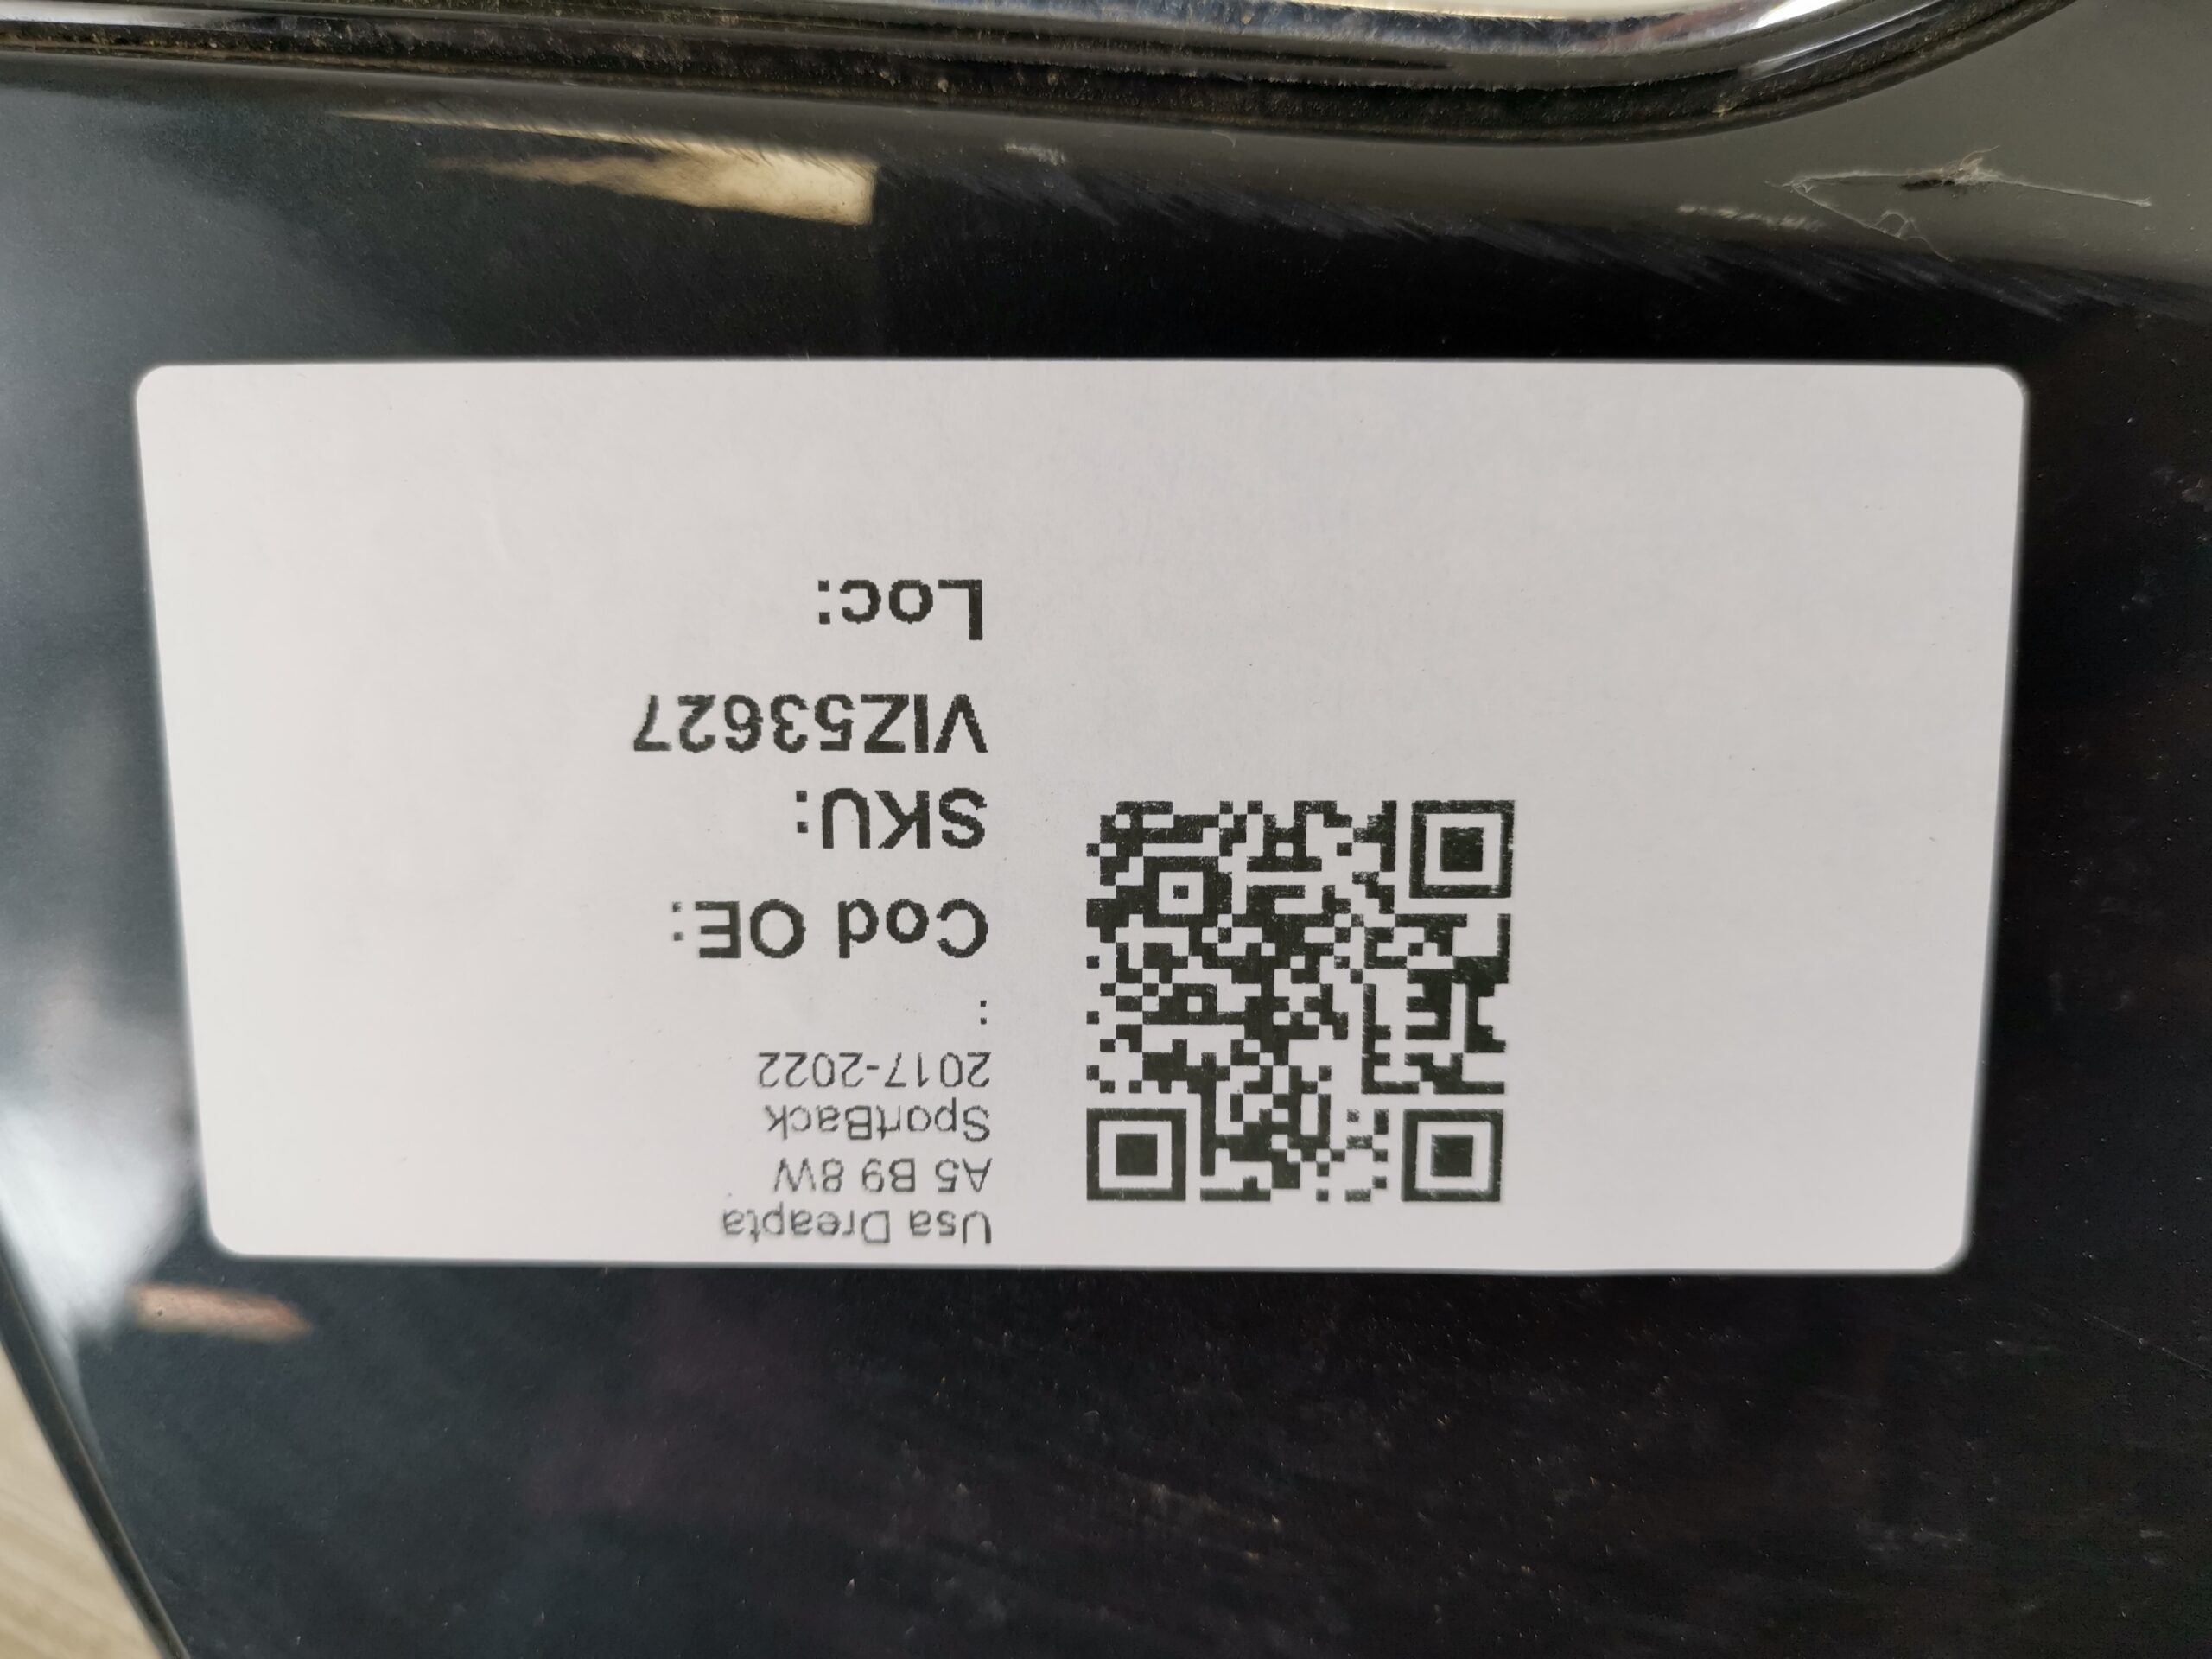 Usa Dreapta
A5 B9 8W
SportBack
2017-2022
:
Cod OE:
SKU:
VIZ53627
Loc: